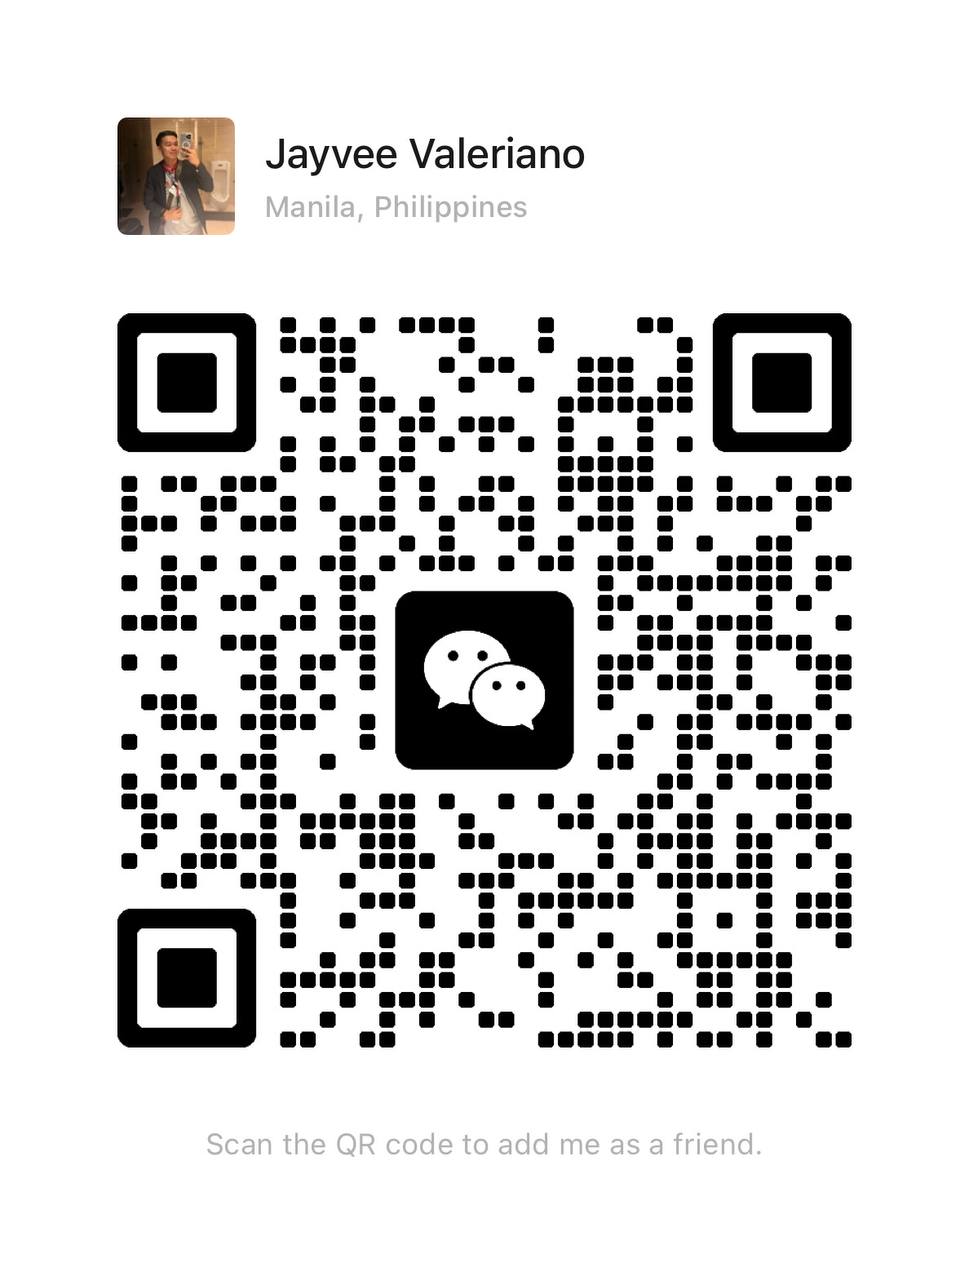 Jayvee Valeriano
Manila, Philippines
Scan the QR code to add me as a friend.